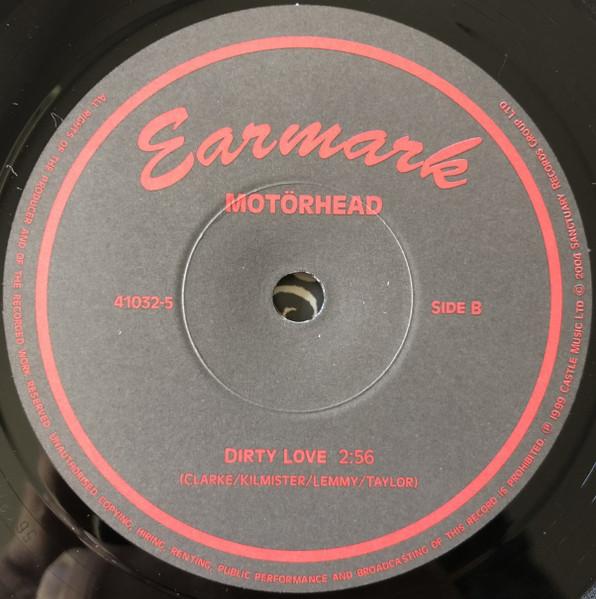 Earmark
MOTÖRHEAD
41032-5
SIDE B
DIRTY LOVE 2:56
(CLARKE/KILMISTER/LEMMY/TAYLOR)
ALL RIGHTS OF THE PRODUCER AND OF THE RECORDED WORK RESERVED. UNAUTHORISED COPYING, HIRING, RENTING, PUBLIC PERFORMANCE AND BROADCASTING OF THIS RECORD IS PROHIBITED. ℗ 1999 CASTLE MUSIC LTD © 2004 SANCTUARY RECORDS GROUP LTD